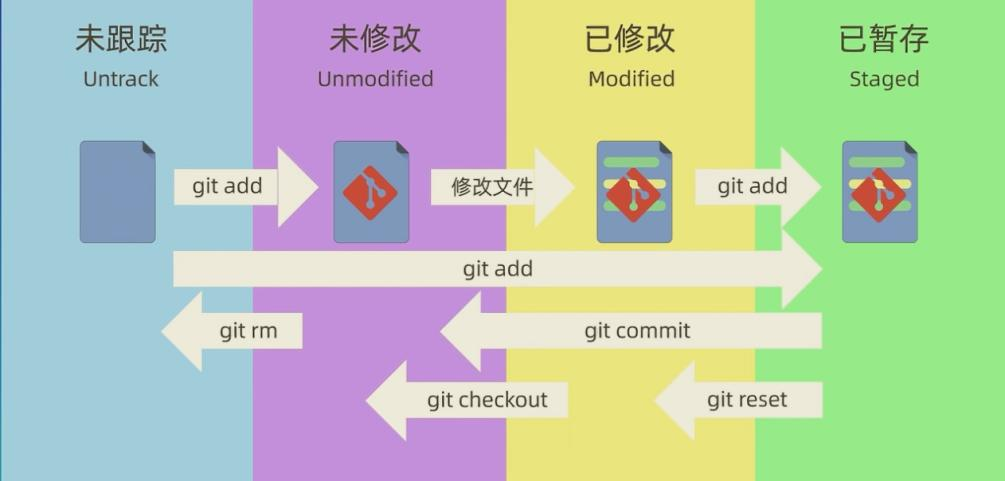 未跟踪
Untrack
未修改
Unmodified
已修改
Modified
已暂存
Staged
git add
修改文件
git add
git add
git rm
git commit
git checkout
git reset